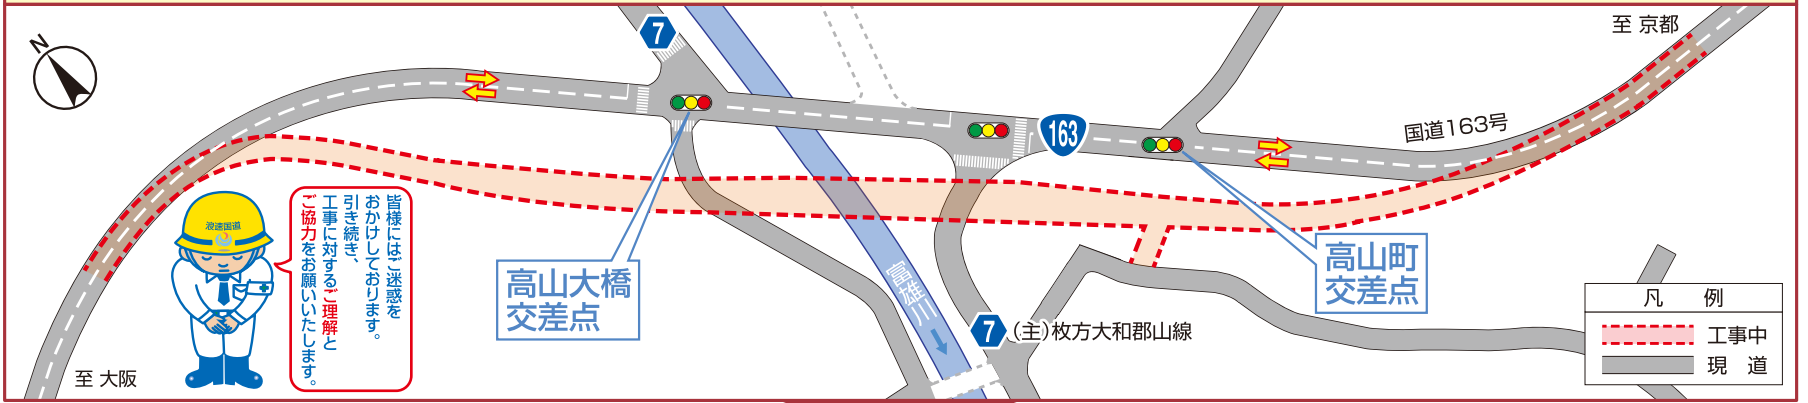 N
7
至 京都
163
国道163号
浪速国道
皆様にはご迷惑を
おかけしております。
引き続き、
工事に対するご理解と
ご協力をお願いいたします。
高山大橋
交差点
富雄川
高山町
交差点
7
(主)枚方大和郡山線
至 大阪
凡 例
工事中
現 道